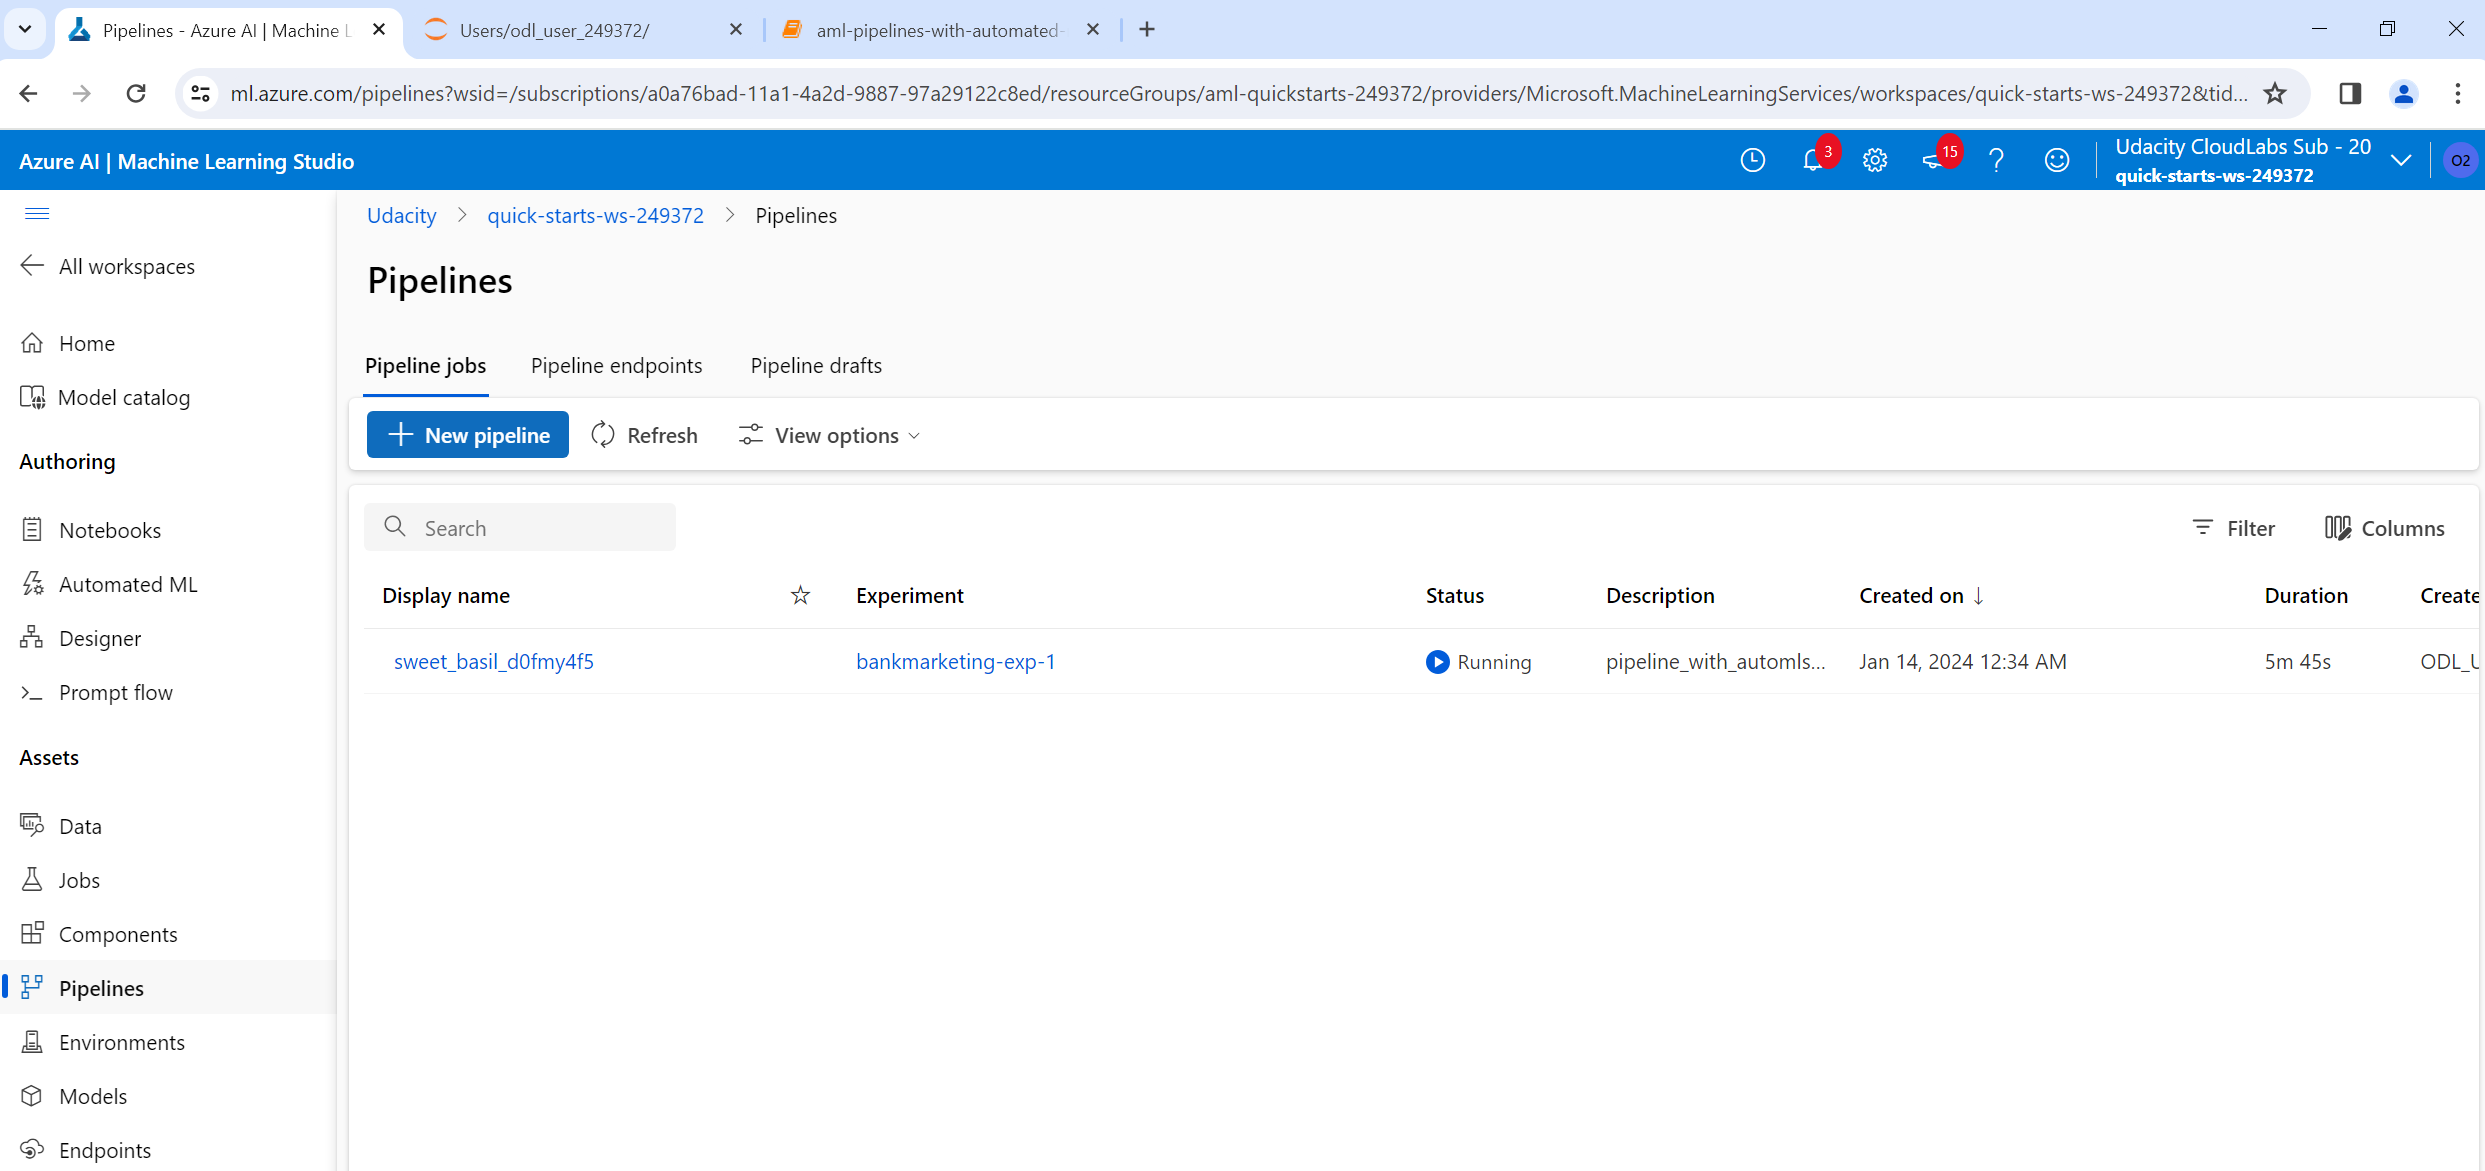 Pipelines - Azure AI | Machine L
Users/odl_user_249372/
aml-pipelines-with-automated-
ml.azure.com/pipelines?wsid=/subscriptions/a0a76bad-11a1-4a2d-9887-97a29122c8ed/resourceGroups/aml-quickstarts-249372/providers/Microsoft.MachineLearningServices/workspaces/quick-starts-ws-249372&tid...
Azure AI | Machine Learning Studio
3
15
?
Udacity CloudLabs Sub - 20
quick-starts-ws-249372
O2
Udacity > quick-starts-ws-249372 > Pipelines
All workspaces
Pipelines
Home
Model catalog
Authoring
Notebooks
Automated ML
Designer
Prompt flow
Assets
Data
Jobs
Components
Pipelines
Environments
Models
Endpoints
Pipeline jobs
Pipeline endpoints
Pipeline drafts
New pipeline
Refresh
View options
Search
Filter
Columns
Display name
Experiment
Status
Description
Created on ↓
Duration
Create
sweet_basil_d0fmy4f5
bankmarketing-exp-1
Running
pipeline_with_automls...
Jan 14, 2024 12:34 AM
5m 45s
ODL_U